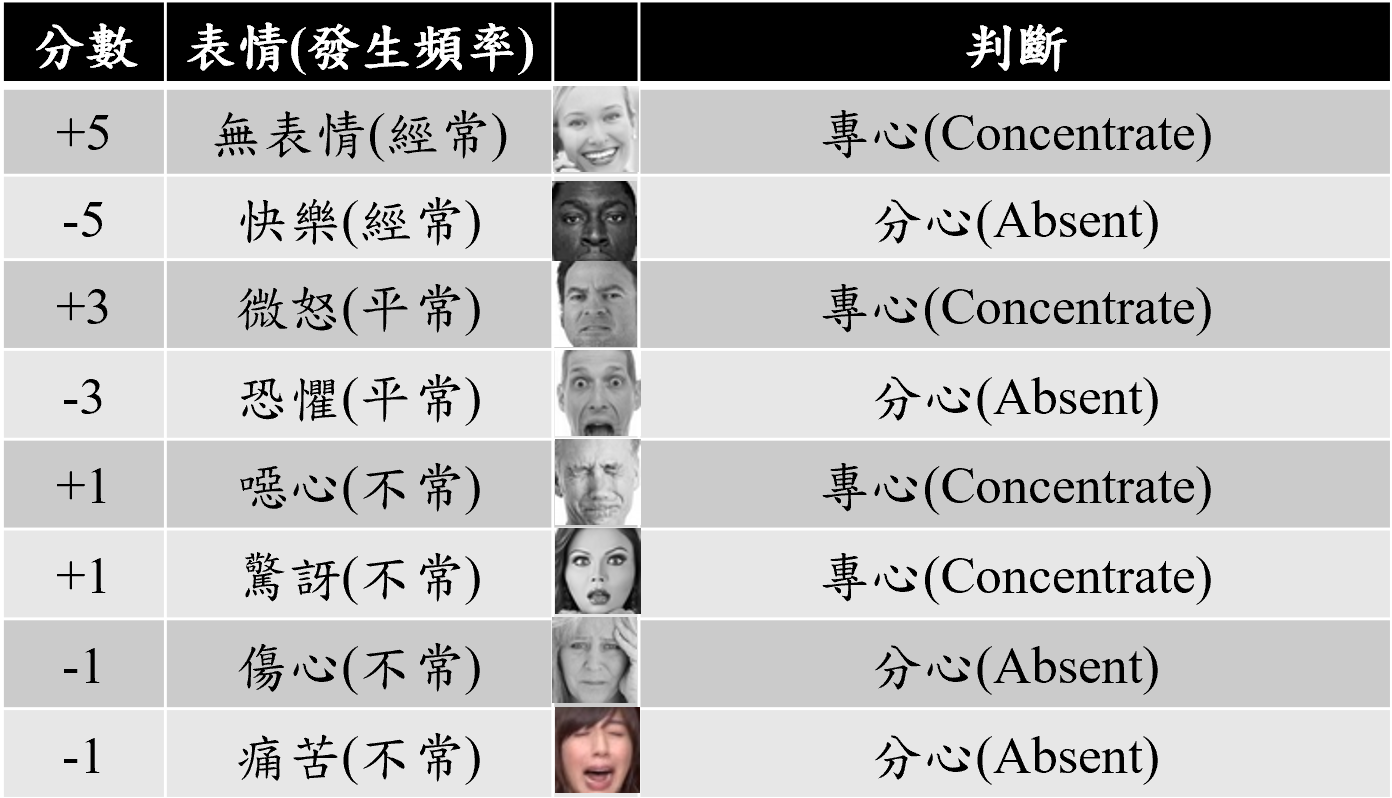 分數 表情(發生頻率) 判斷
+5 無表情(經常) 專心(Concentrate)
-5 快樂(經常) 分心(Absent)
+3 微怒(平常) 專心(Concentrate)
-3 恐懼(平常) 分心(Absent)
+1 噁心(不常) 專心(Concentrate)
+1 驚訝(不常) 專心(Concentrate)
-1 傷心(不常) 分心(Absent)
-1 痛苦(不常) 分心(Absent)